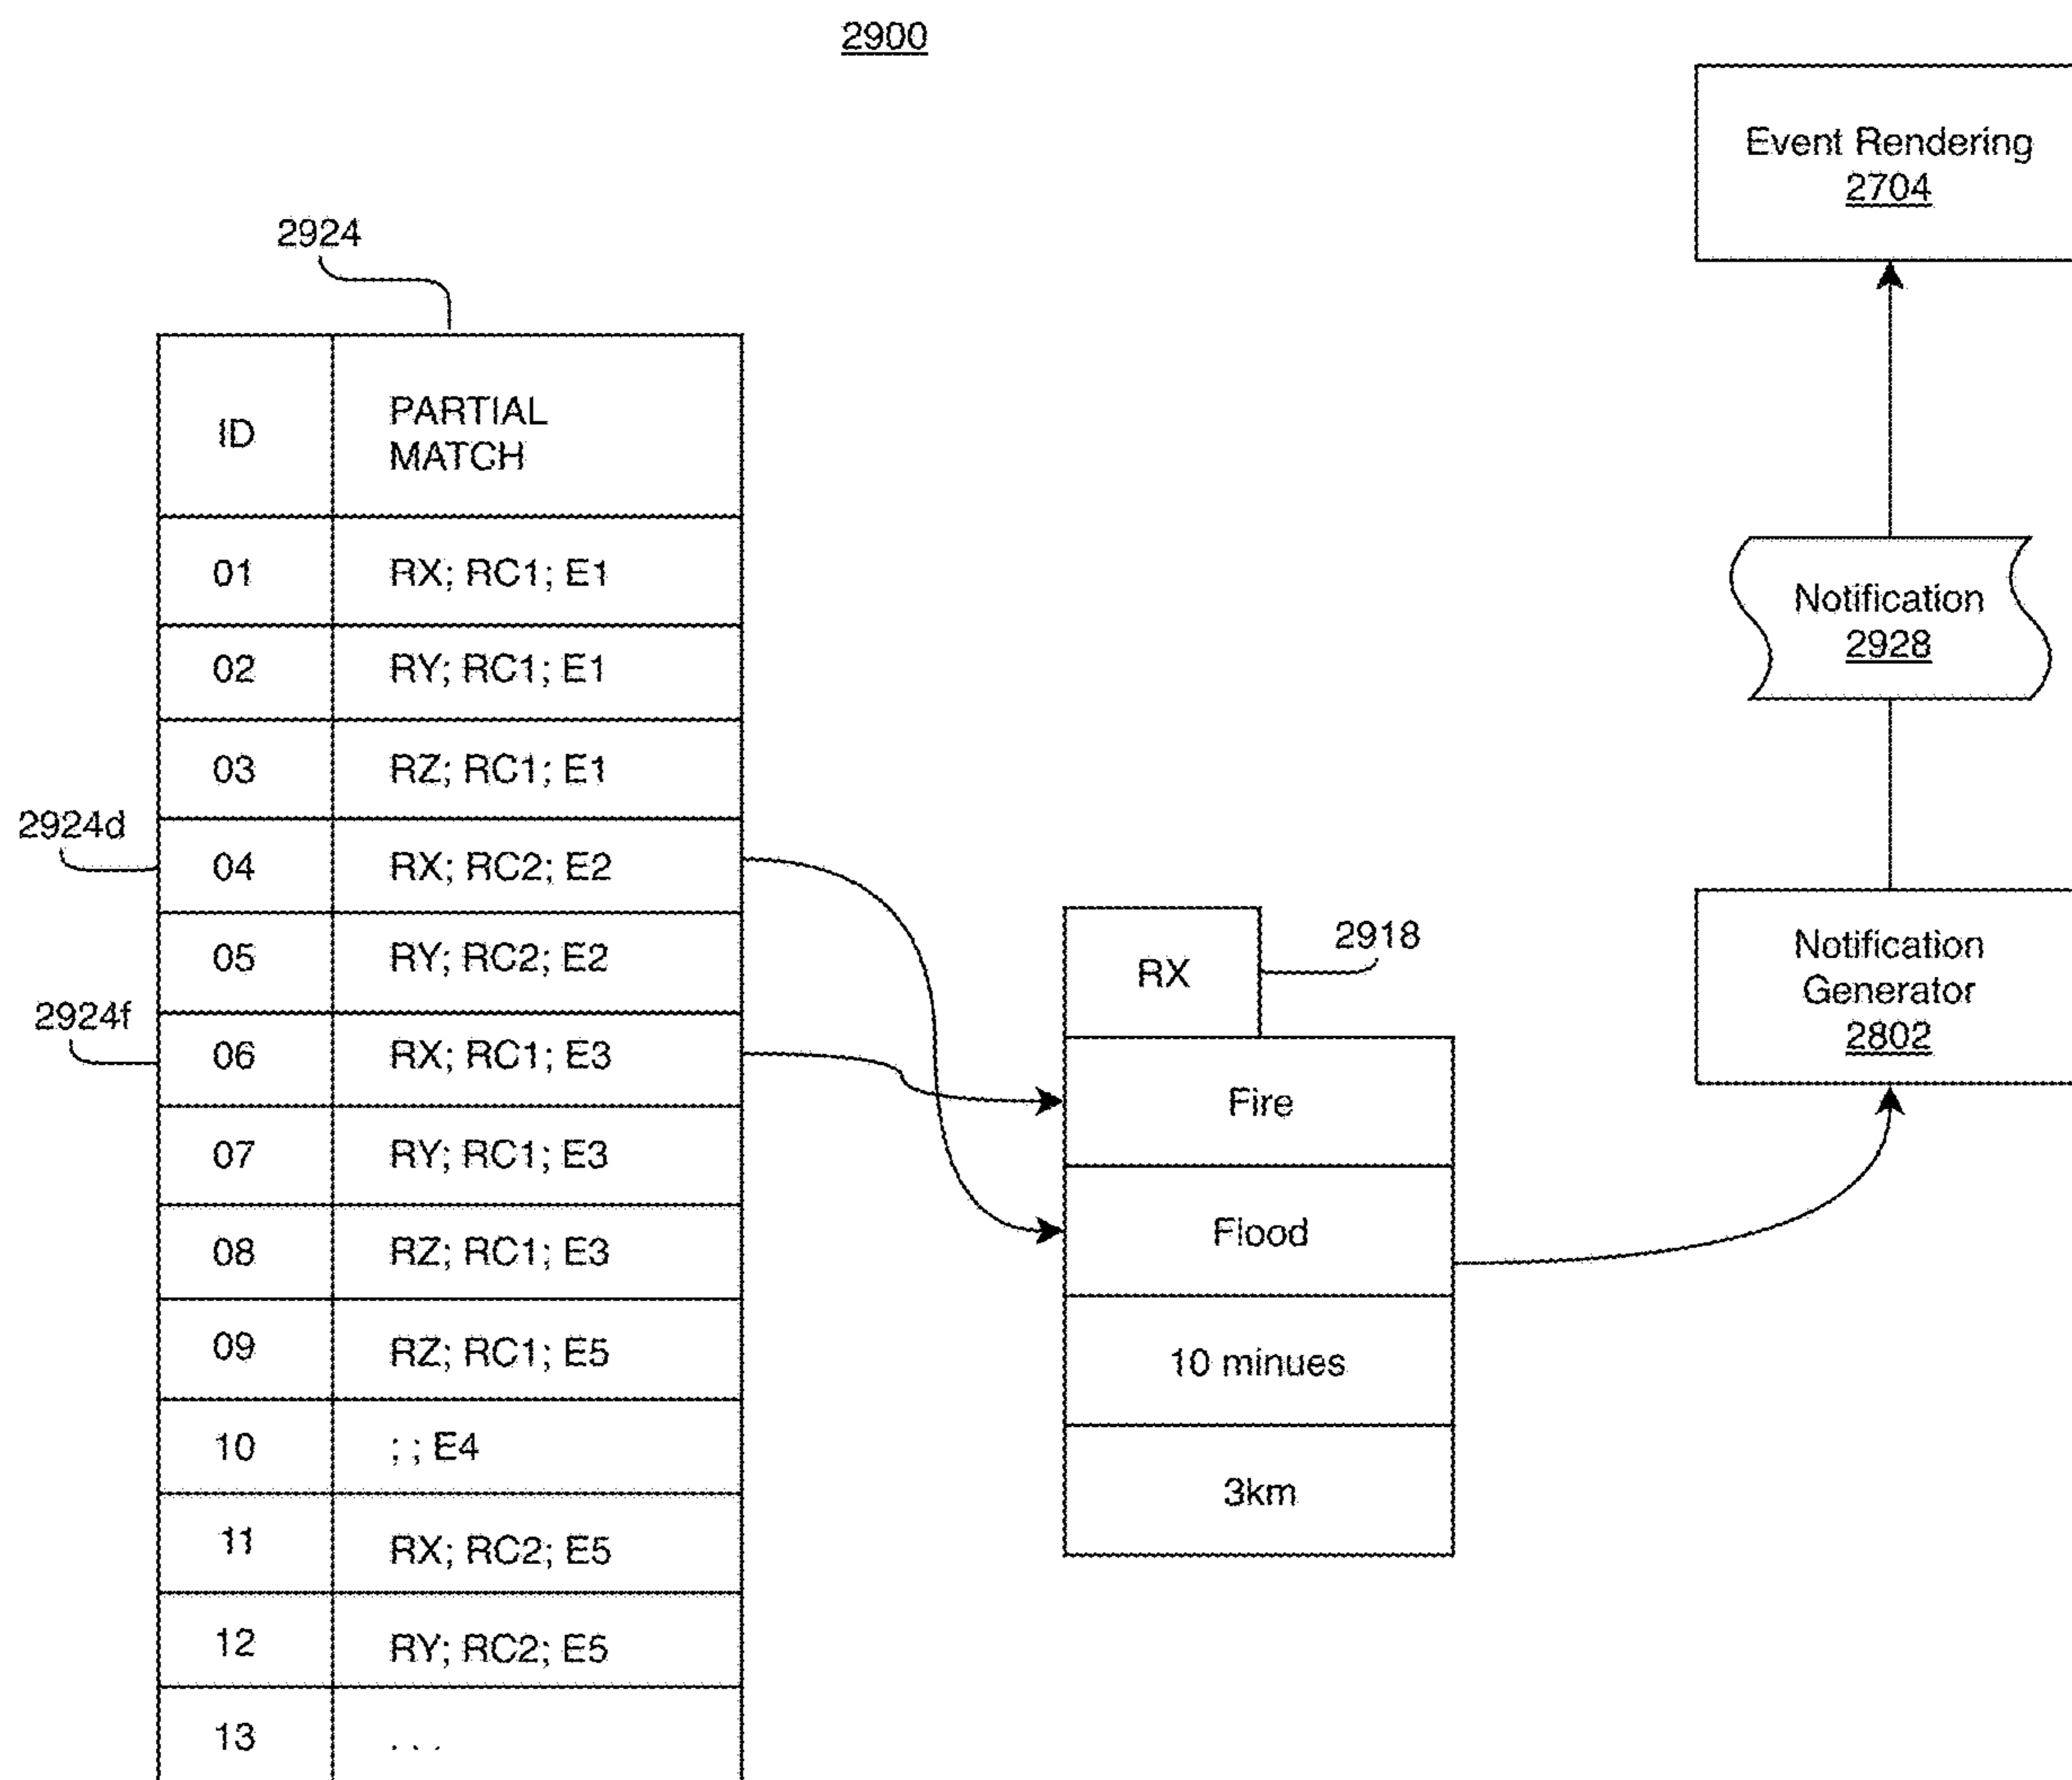 2900
Event Rendering
2704
2924
ID
PARTIAL
MATCH
01
RX; RC1; E1
02
RY; RC1; E1
03
RZ; RC1; E1
2924d
04
RX; RC2; E2
05
RY; RC2; E2
2924f
06
RX; RC1; E3
07
RY; RC1; E3
08
RZ; RC1; E3
09
RZ; RC1; E5
10
; ; E4
11
RX; RC2; E5
12
RY; RC2; E5
13
. . .
RX
2918
Fire
Flood
10 minues
3km
Notification
2928
Notification
Generator
2802